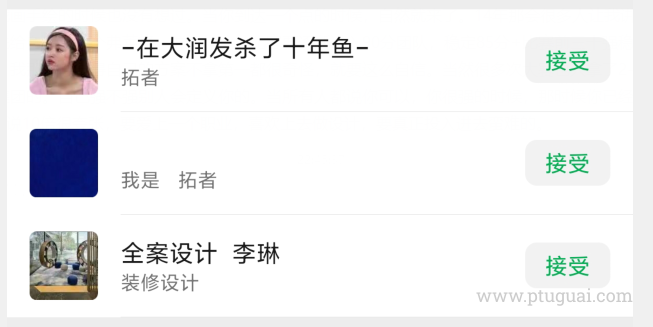 -在大润发杀了十年鱼-
拓者
接受
我是 拓者
接受
全案设计 李琳
装修设计
接受
www.ptuguai.com